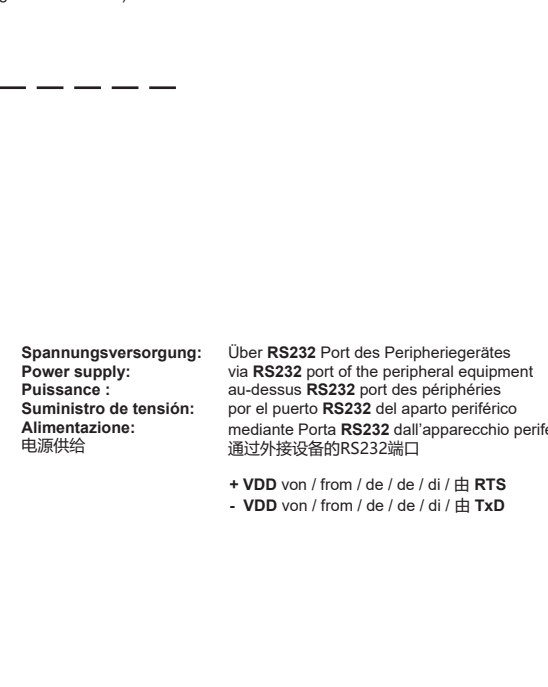 Spannungsversorgung: Über RS232 Port des Peripheriegerätes
Power supply: via RS232 port of the peripheral equipment
Puissance : au-dessus RS232 port des périphéries
Suministro de tensión: por el puerto RS232 del aparto periférico
Alimentazione: mediante Porta RS232 dall'apparecchio perife
电源供给 通过外接设备的RS232端口
+ VDD von / from / de / de / di / 由 RTS
- VDD von / from / de / de / di / 由 TxD